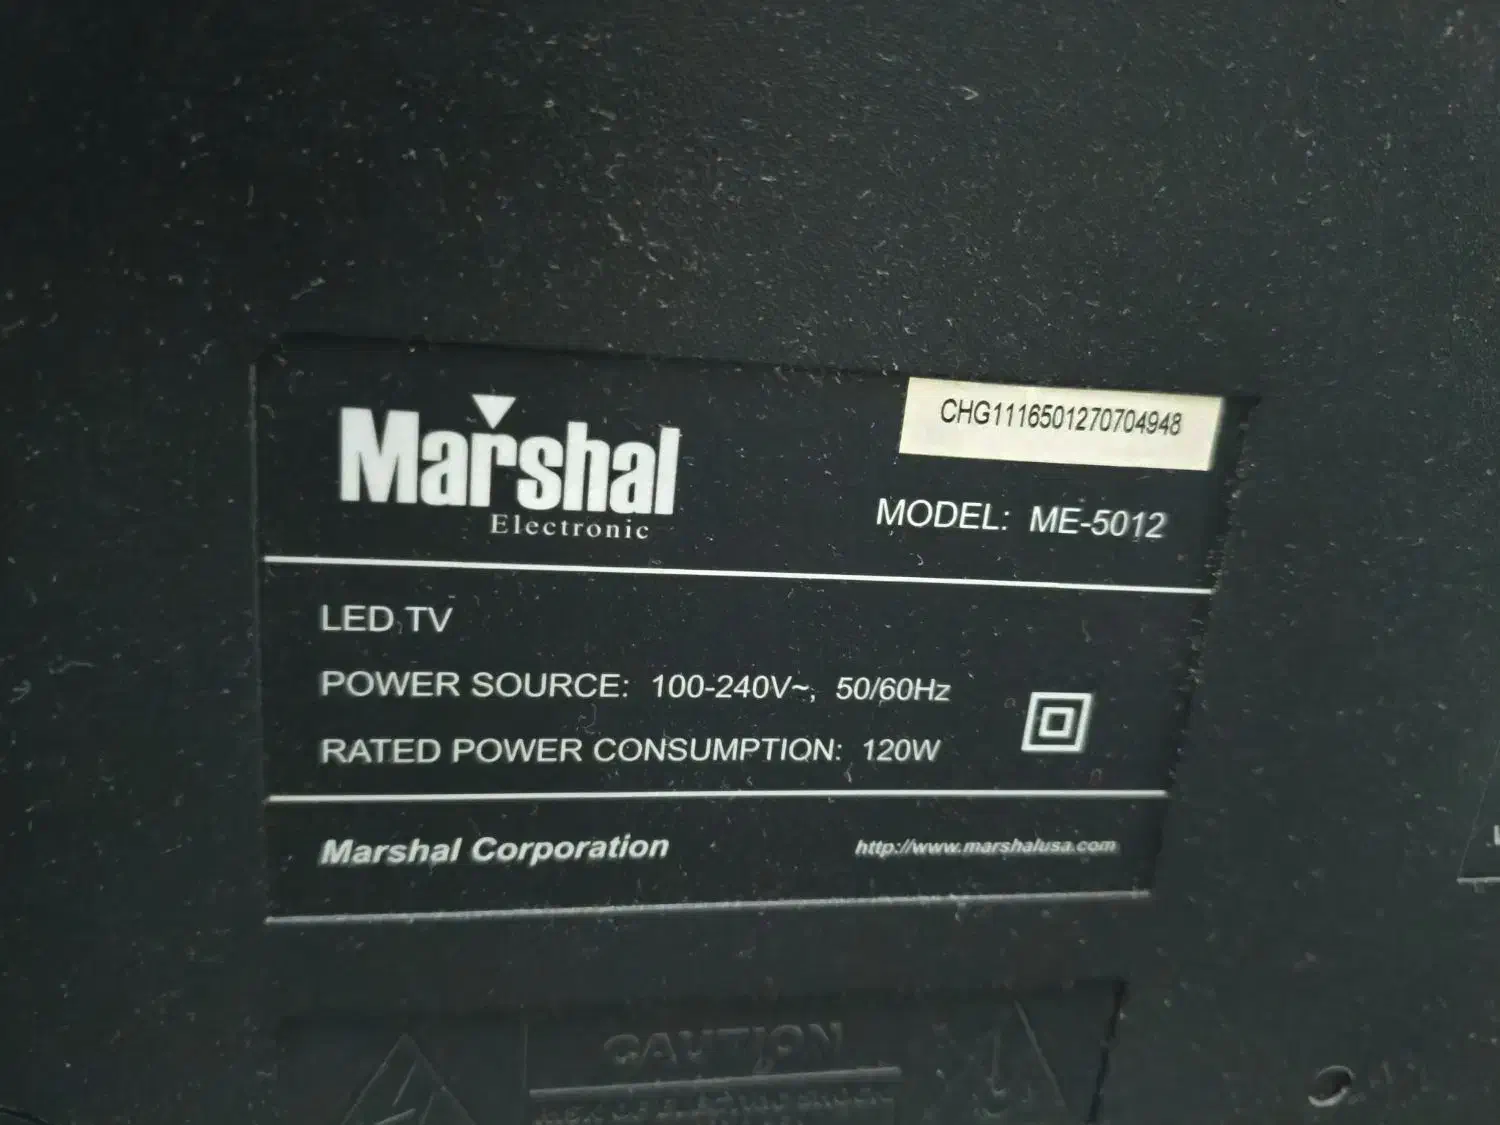 Marshal
Electronic
CHG1116501270704948
MODEL: ME-5012
LED TV
POWER SOURCE: 100-240V~, 50/60Hz
RATED POWER CONSUMPTION: 120W
Marshal Corporation
http://www.marshalusa.com
CAUTION